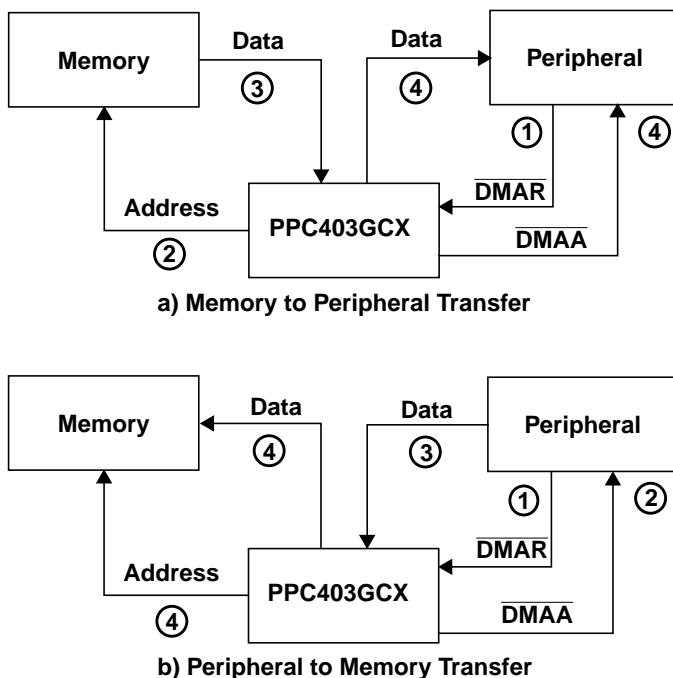 Data
Data
Memory
Peripheral
3
4
1
4
DMAR
Address
PPC403GCX
DMAA
2
a) Memory to Peripheral Transfer
Data
Data
Memory
Peripheral
4
3
1
2
DMAR
Address
PPC403GCX
DMAA
4
b) Peripheral to Memory Transfer